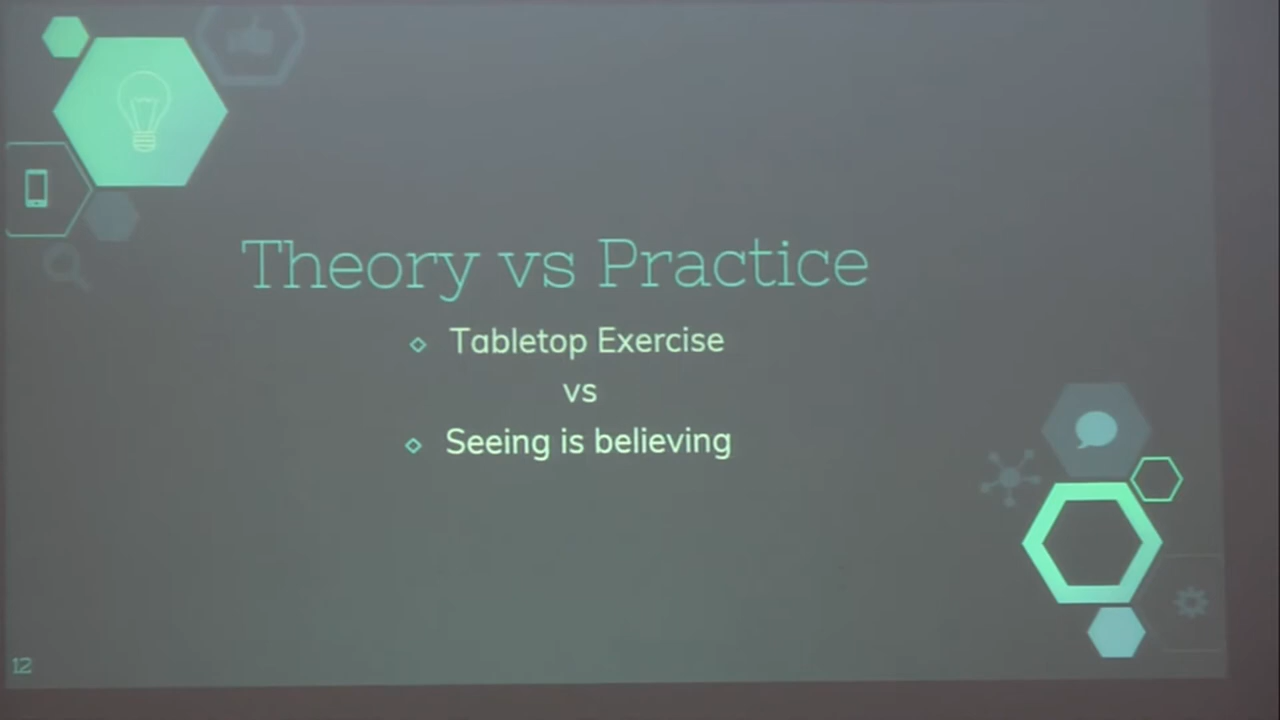 Theory vs Practice
Tabletop Exercise
vs
Seeing is believing
12